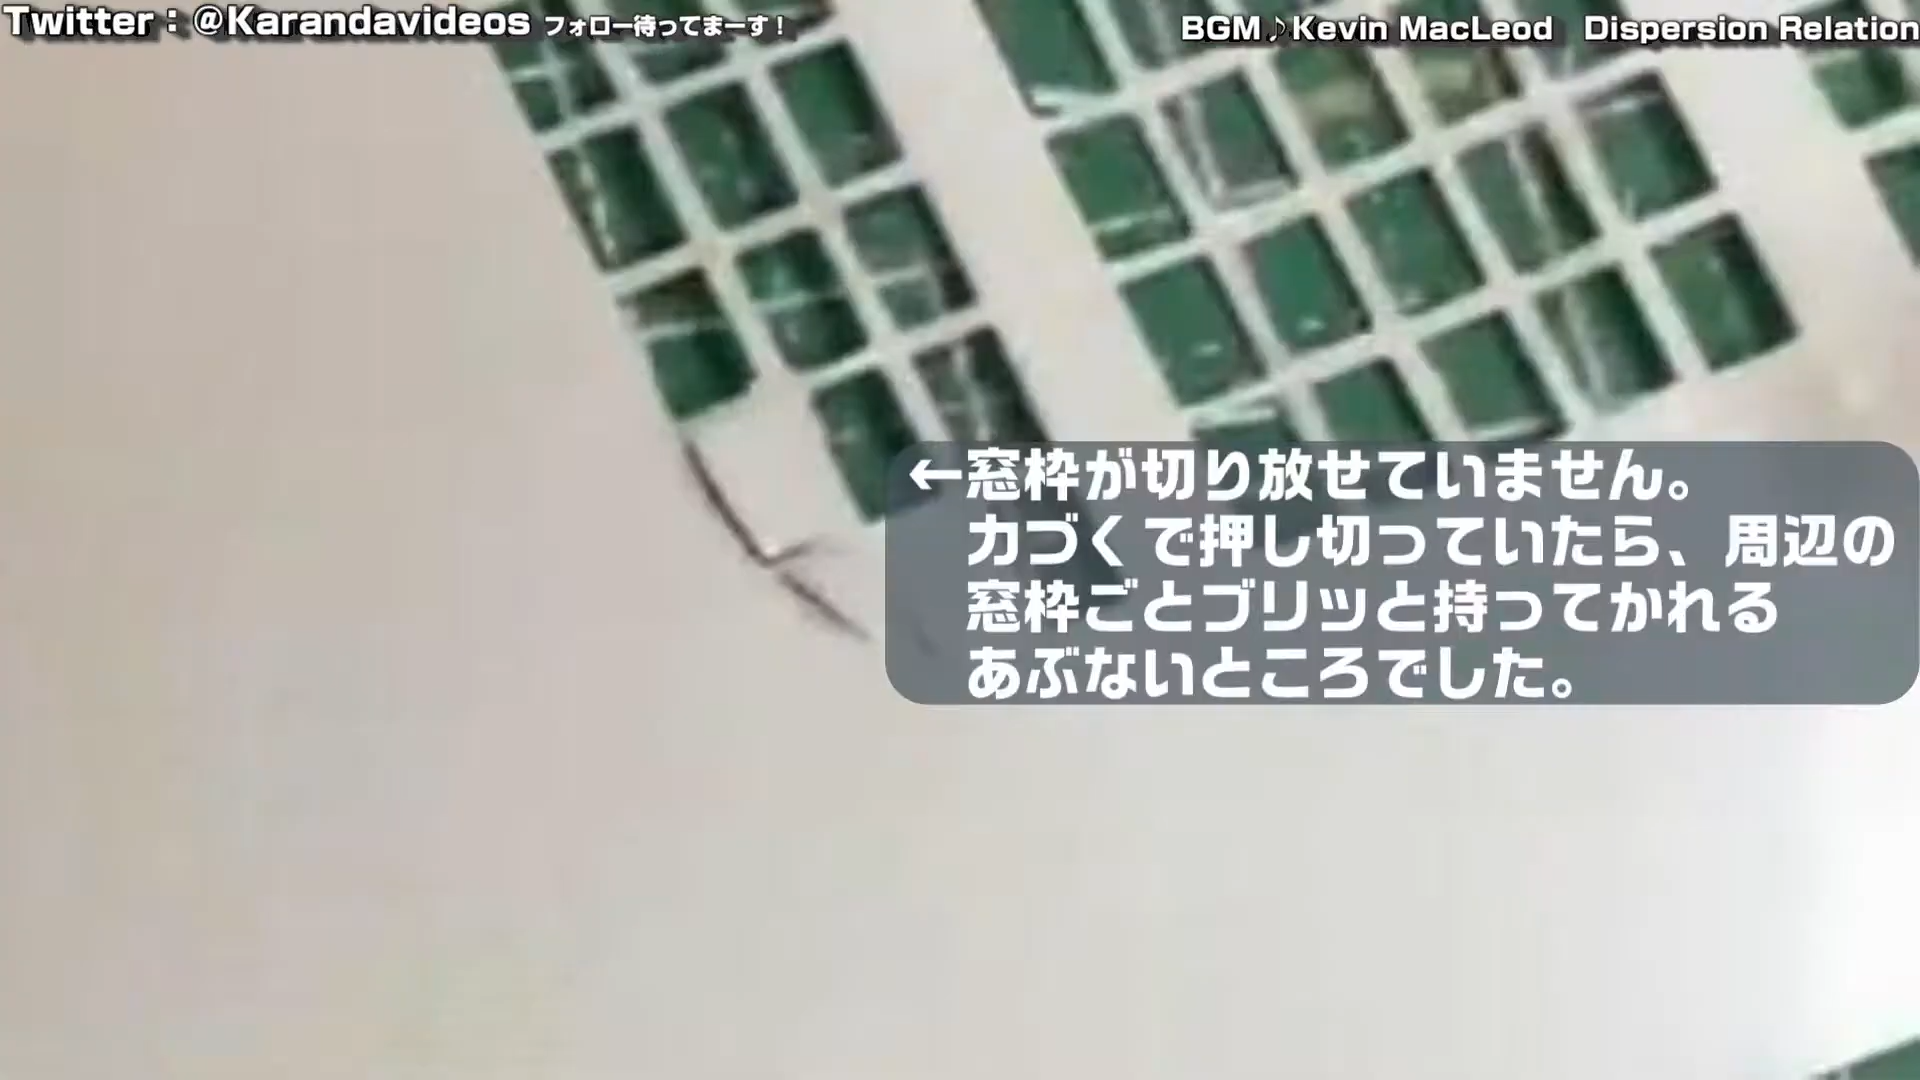 Twitter：@Karandavideos フォロー待ってまーす！
BGM♪Kevin MacLeod　Dispersion Relation
←窓枠が切り放せていません。
力づくで押し切っていたら、周辺の
窓枠ごとブリッと持ってかれる
あぶないところでした。